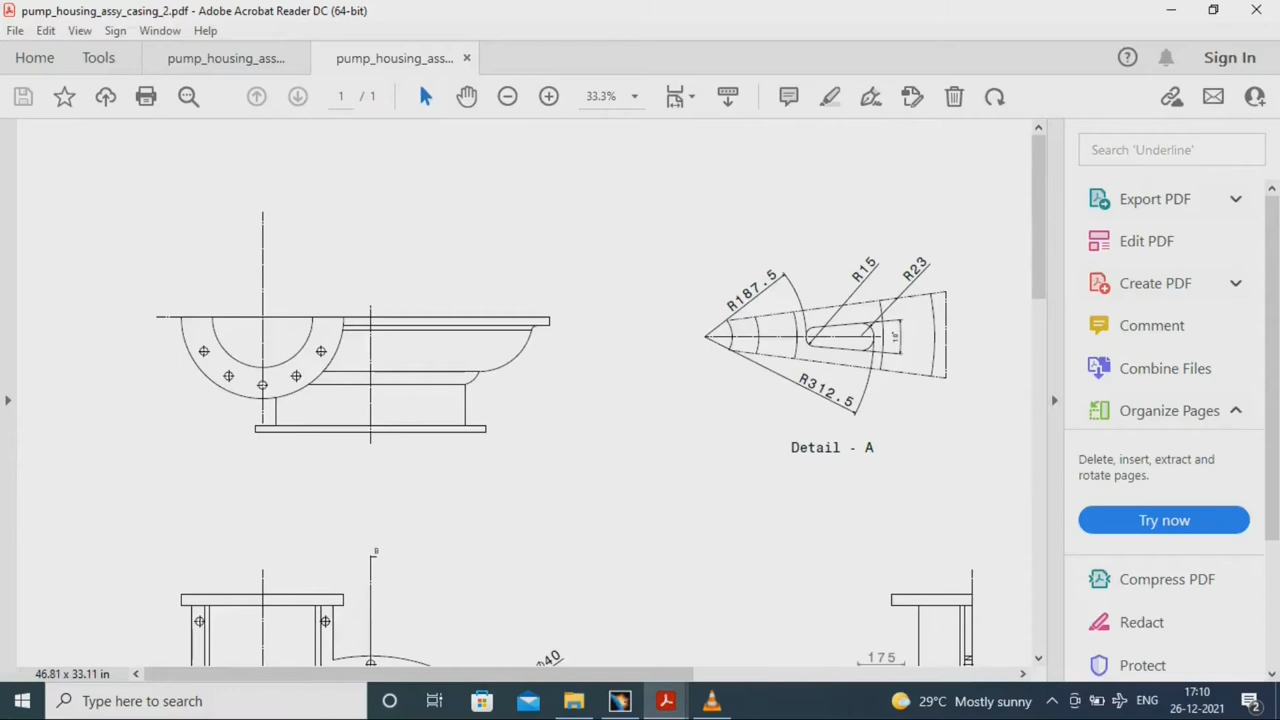 pump_housing_assy_casing_2.pdf - Adobe Acrobat Reader DC (64-bit)
File Edit View Sign Window Help
Home Tools pump_housing_ass... pump_housing_ass... × Sign In
1 / 1 33.3%
Search 'Underline'
Export PDF
Edit PDF
Create PDF
Comment
Combine Files
Organize Pages
Delete, insert, extract and
rotate pages.
Try now
Compress PDF
Redact
Protect
R187.5
R15
R23
R312.5
Detail - A
B
Φ40
175
46.81 x 33.11 in
Type here to search
29°C Mostly sunny
ENG
17:10
26-12-2021
2